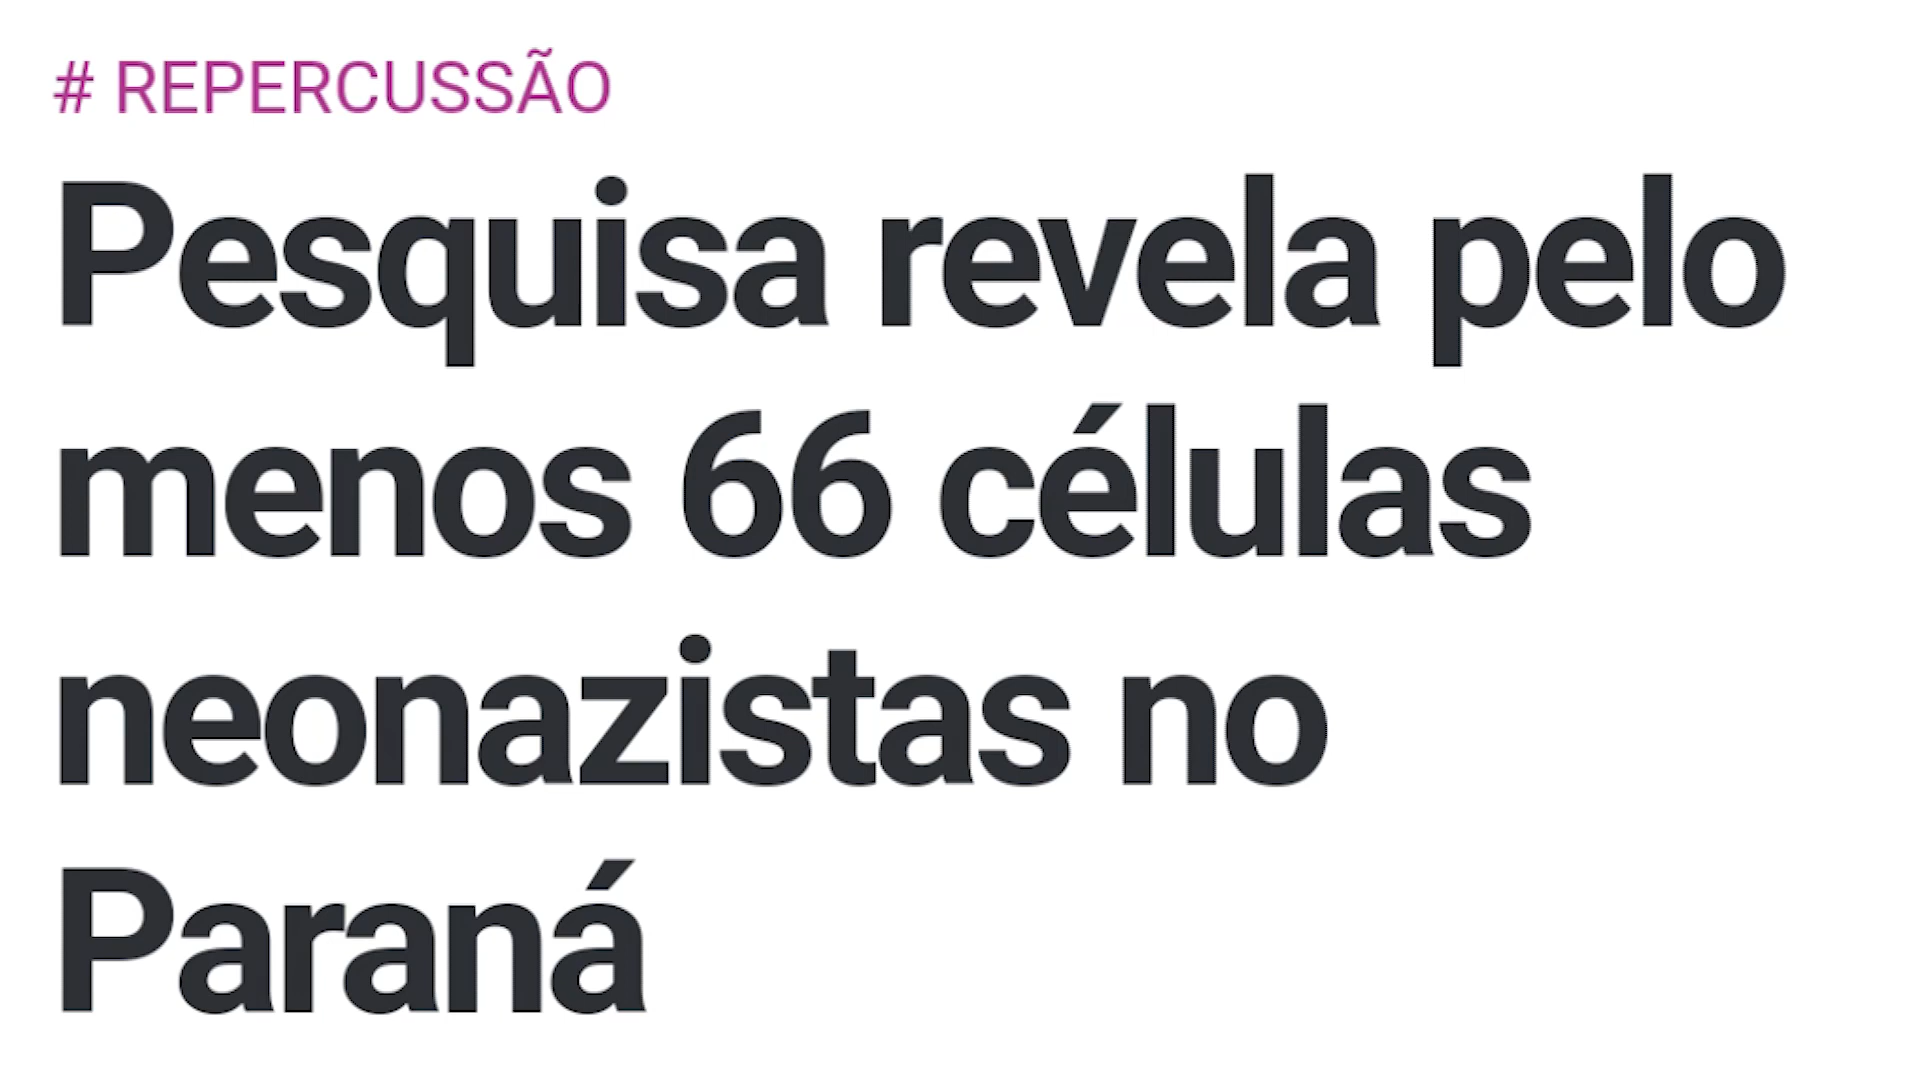 # REPERCUSSÃO
Pesquisa revela pelo
menos 66 células
neonazistas no
Paraná